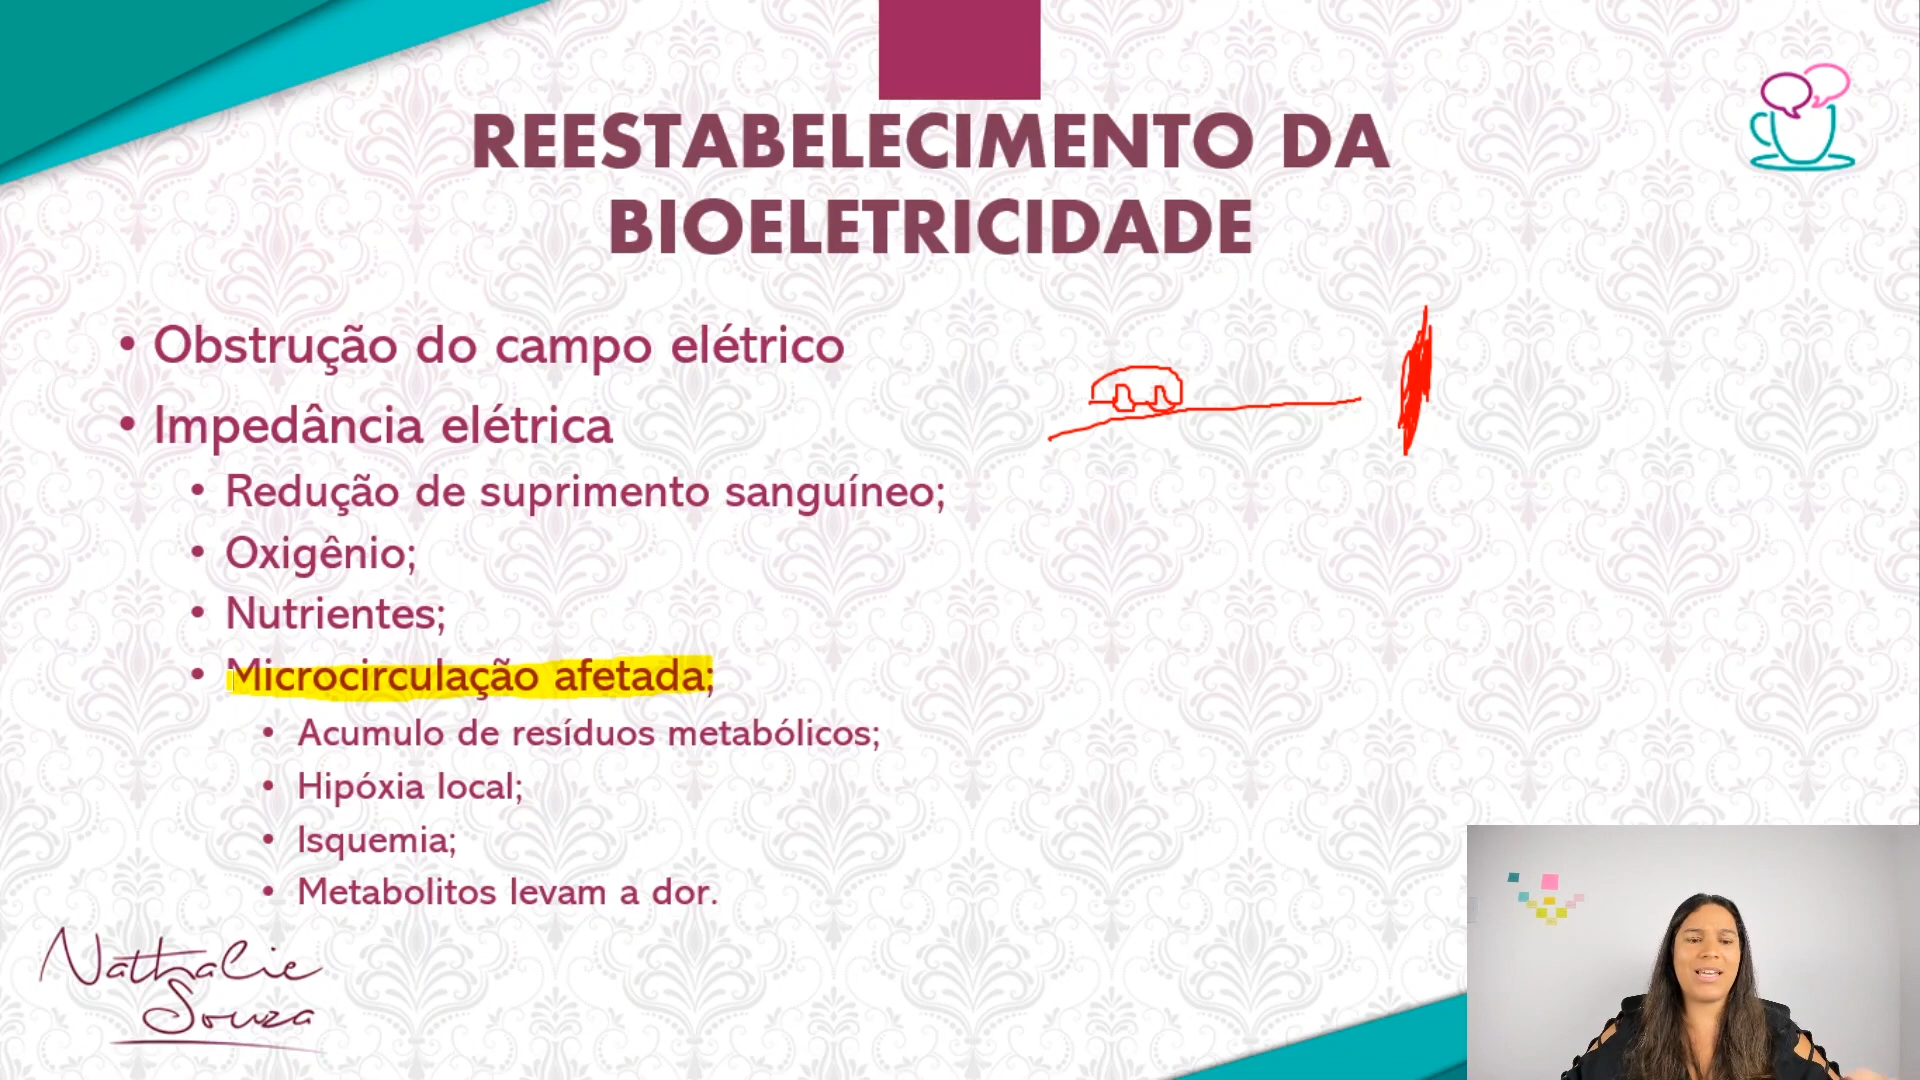 REESTABELECIMENTO DA
BIOELETRICIDADE
• Obstrução do campo elétrico
• Impedância elétrica
• Redução de suprimento sanguíneo;
• Oxigênio;
• Nutrientes;
• Microcirculação afetada;
• Acumulo de resíduos metabólicos;
• Hipóxia local;
• Isquemia;
• Metabolitos levam a dor.
Nathalie
Souza